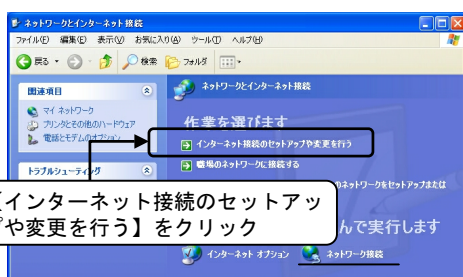 ネットワークとインターネット接続
ファイル(F) 編集(E) 表示(V) お気に入り(A) ツール(T) ヘルプ(H)
戻る 検索 フォルダ
関連項目
マイ ネットワーク
プリンタとその他のハードウェア
電話とモデムのオプション
トラブルシューティング
ネットワークとインターネット接続
作業を選びます
インターネット接続のセットアップや変更を行う
職場のネットワークに接続する
のネットワークをセットアップまたは
インターネット接続のセットアッ
プや変更を行う】をクリック
んで実行します
インターネット オプション ネットワーク接続